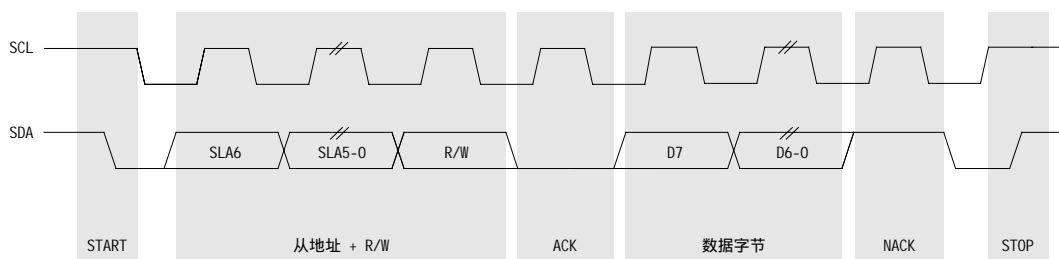 SCL
SDA
SLA6 SLA5-0 R/W D7 D6-0
START 从地址 + R/W ACK 数据字节 NACK STOP